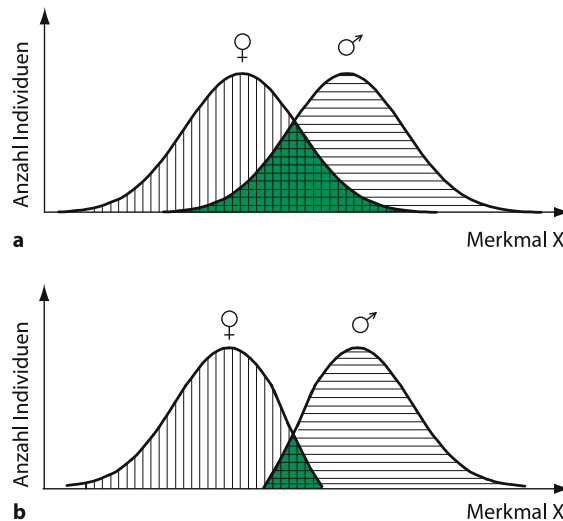 ♀ ♂
Anzahl Individuen
a Merkmal X
♀ ♂
Anzahl Individuen
b Merkmal X